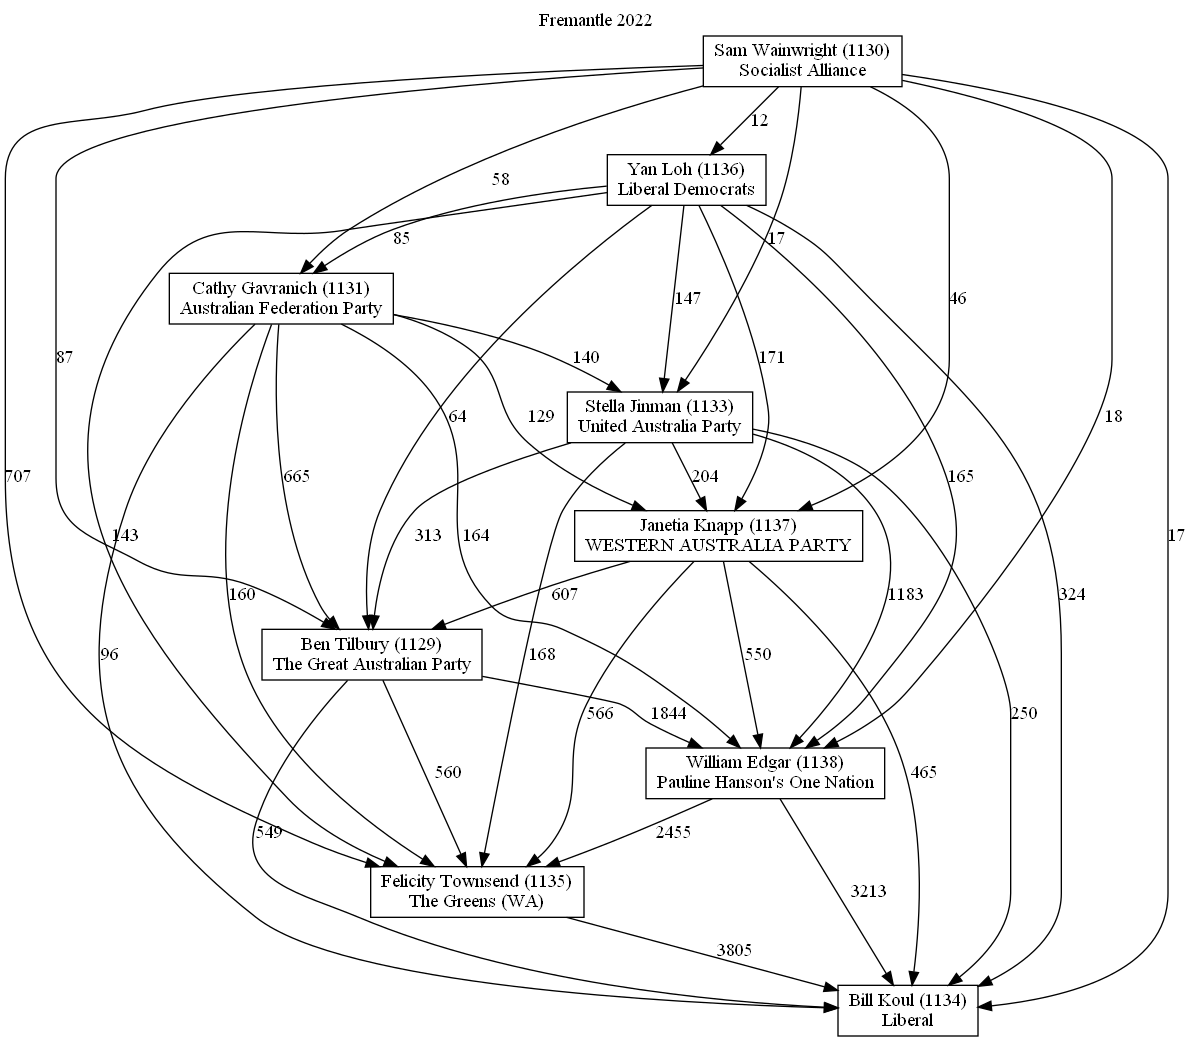 Fremantle 2022
Sam Wainwright (1130)
Socialist Alliance
12
Yan Loh (1136)
Liberal Democrats
58
85
17
Cathy Gavranich (1131)
Australian Federation Party
147
46
87
140
171
Stella Jinman (1133)
United Australia Party
129
64
18
707
665
204
165
143
313
164
Janetia Knapp (1137)
WESTERN AUSTRALIA PARTY
17
160
607
1183
324
Ben Tilbury (1129)
The Great Australian Party
96
168
550
1844
566
250
William Edgar (1138)
Pauline Hanson's One Nation
560
465
549
2455
Felicity Townsend (1135)
The Greens (WA)
3213
3805
Bill Koul (1134)
Liberal